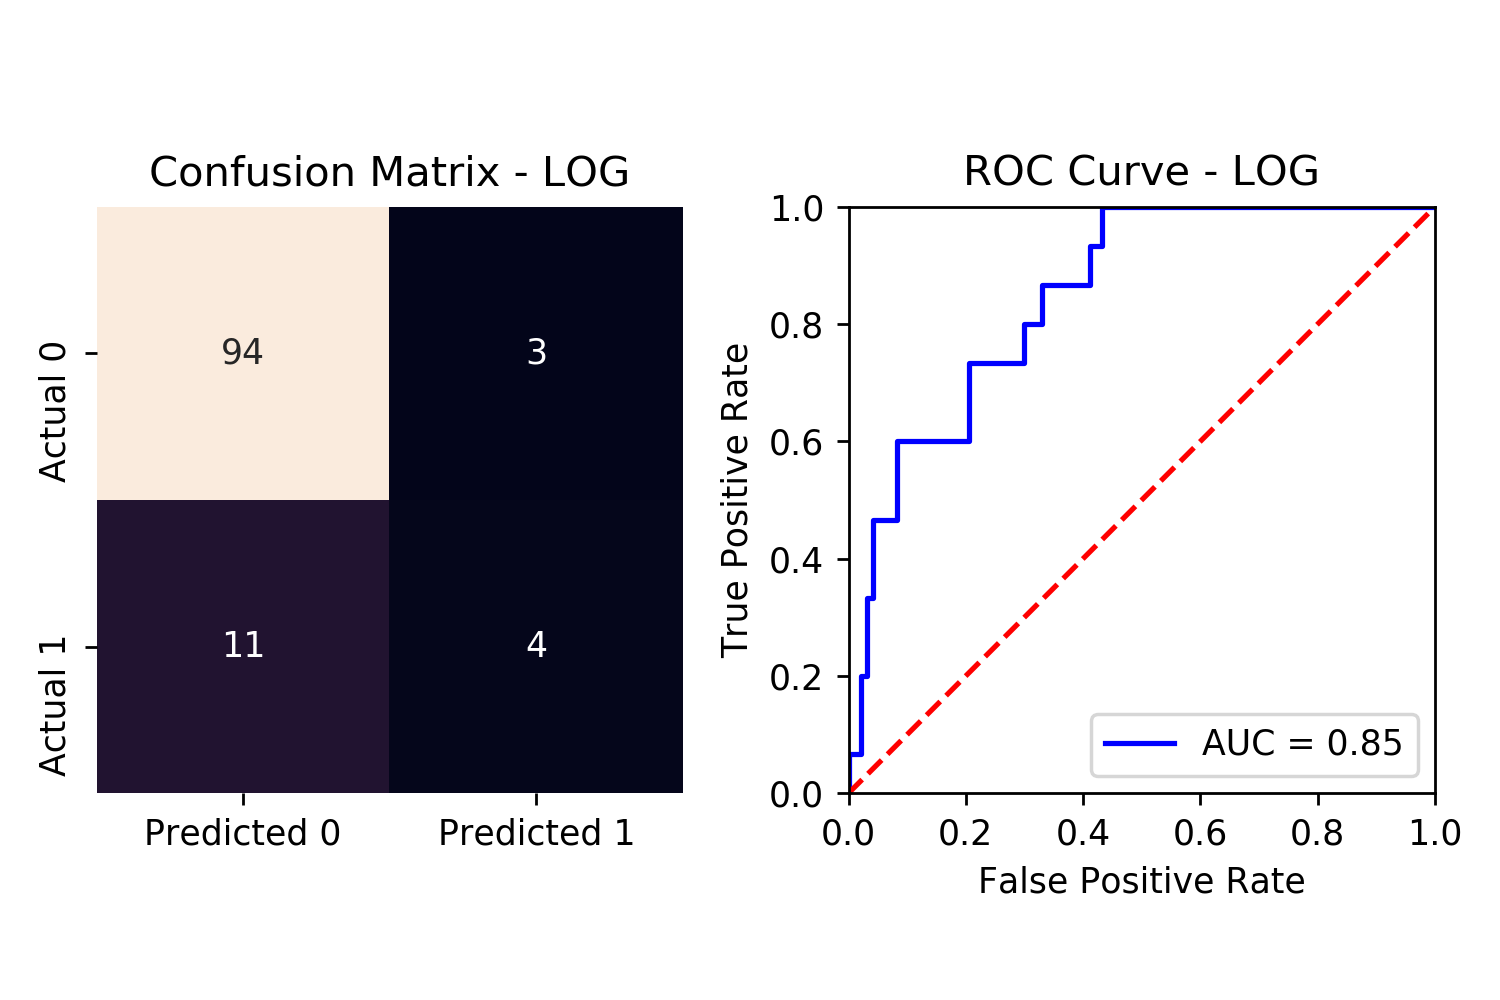 Confusion Matrix - LOG
Actual 0
94
3
Actual 1
11
4
Predicted 0
Predicted 1
ROC Curve - LOG
True Positive Rate
1.0
0.8
0.6
0.4
0.2
0.0
AUC = 0.85
0.0 0.2 0.4 0.6 0.8 1.0
False Positive Rate